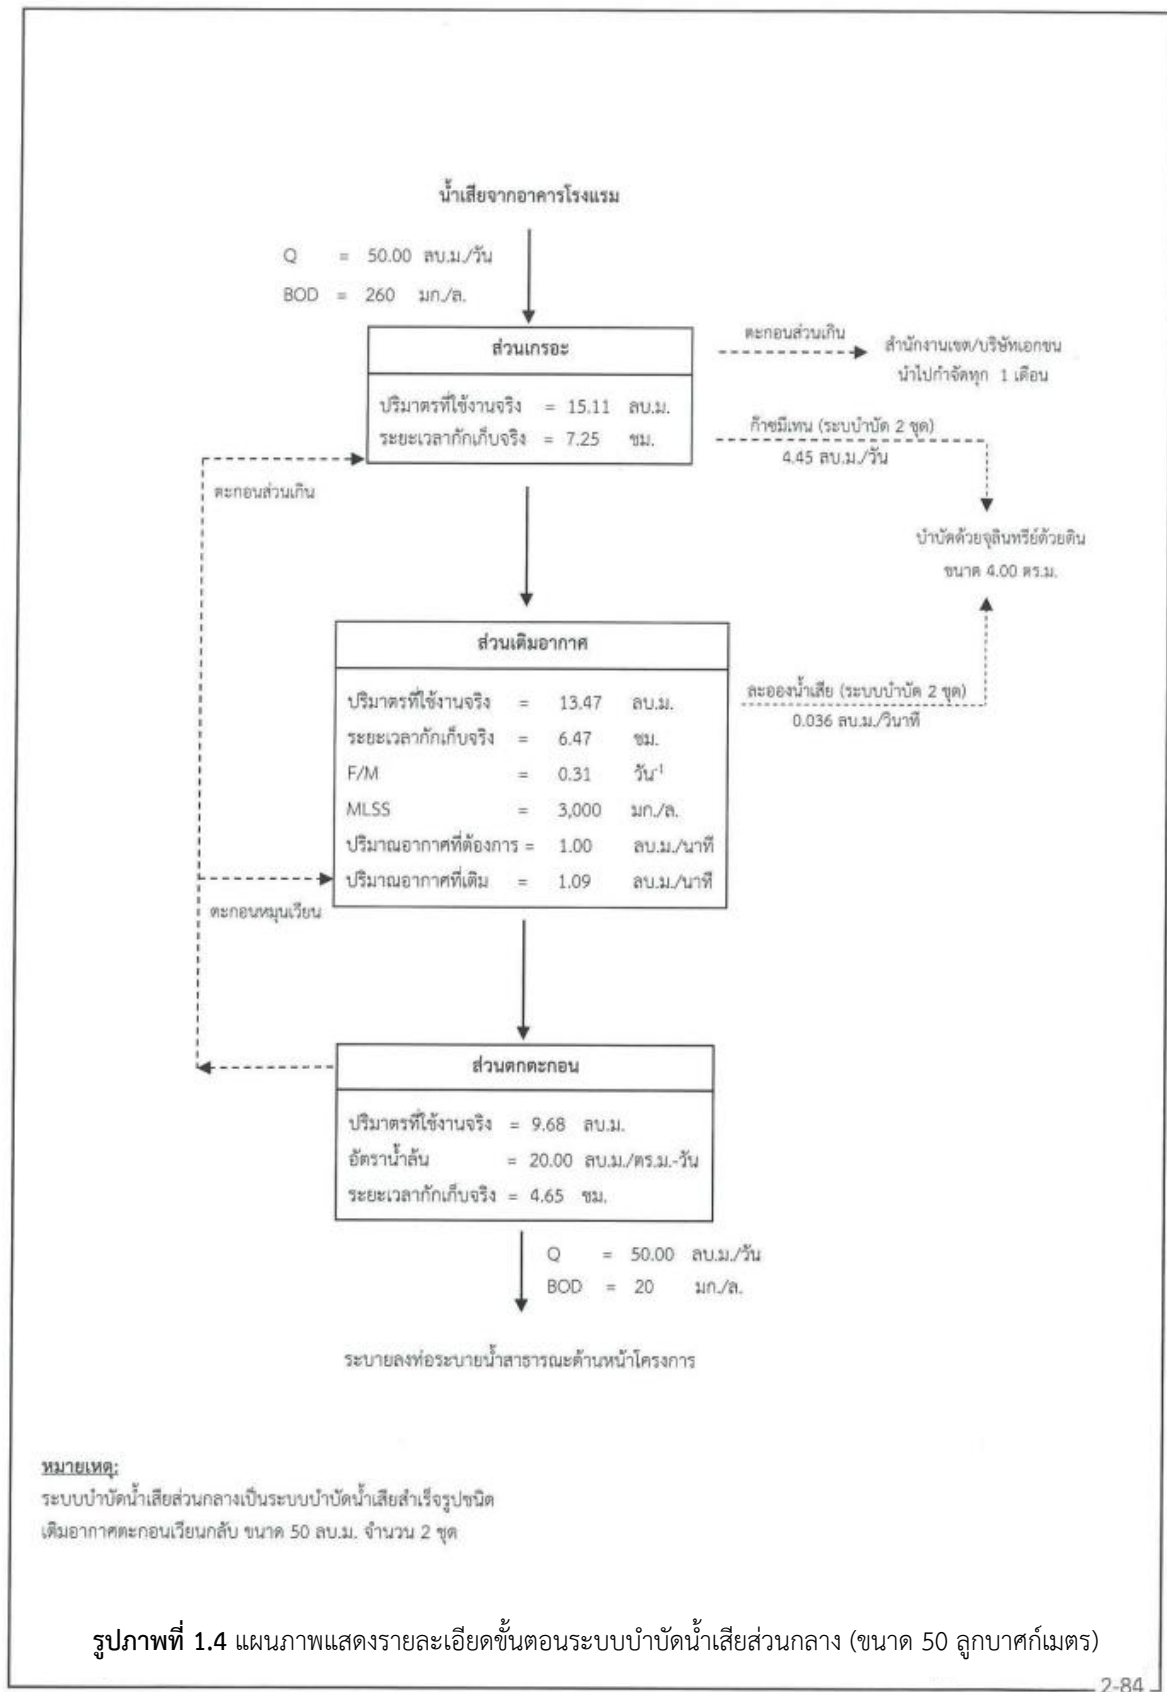 น้ำเสียจากอาคารโรงแรม
Q = 50.00 ลบ.ม./วัน
BOD = 260 มก./ล.
ส่วนเกรอะ
ปริมาตรที่ใช้งานจริง = 15.11 ลบ.ม.
ระยะเวลากักเก็บจริง = 7.25 ชม.
ตะกอนส่วนเกิน
สำนักงานเขต/บริษัทเอกชน
นำไปกำจัดทุก 1 เดือน
ก๊าซมีเทน (ระบบบำบัด 2 ชุด)
4.45 ลบ.ม./วัน
ตะกอนส่วนเกิน
บำบัดด้วยจุลินทรีย์ด้วยดิน
ขนาด 4.00 ตร.ม.
ส่วนเติมอากาศ
ปริมาตรที่ใช้งานจริง = 13.47 ลบ.ม.
ระยะเวลากักเก็บจริง = 6.47 ชม.
F/M = 0.31 วัน⁻¹
MLSS = 3,000 มก./ล.
ปริมาณอากาศที่ต้องการ = 1.00 ลบ.ม./นาที
ปริมาณอากาศที่เติม = 1.09 ลบ.ม./นาที
ละอองน้ำเสีย (ระบบบำบัด 2 ชุด)
0.036 ลบ.ม./วินาที
ตะกอนหมุนเวียน
ส่วนตกตะกอน
ปริมาตรที่ใช้งานจริง = 9.68 ลบ.ม.
อัตราน้ำล้น = 20.00 ลบ.ม./ตร.ม.-วัน
ระยะเวลากักเก็บจริง = 4.65 ชม.
Q = 50.00 ลบ.ม./วัน
BOD = 20 มก./ล.
ระบายลงท่อระบายน้ำสาธารณะด้านหน้าโครงการ
หมายเหตุ:
ระบบบำบัดน้ำเสียส่วนกลางเป็นระบบบำบัดน้ำเสียสำเร็จรูปชนิด
เติมอากาศตะกอนเวียนกลับ ขนาด 50 ลบ.ม. จำนวน 2 ชุด
รูปภาพที่ 1.4 แผนภาพแสดงรายละเอียดขั้นตอนระบบบำบัดน้ำเสียส่วนกลาง (ขนาด 50 ลูกบาศก์เมตร)
2-84